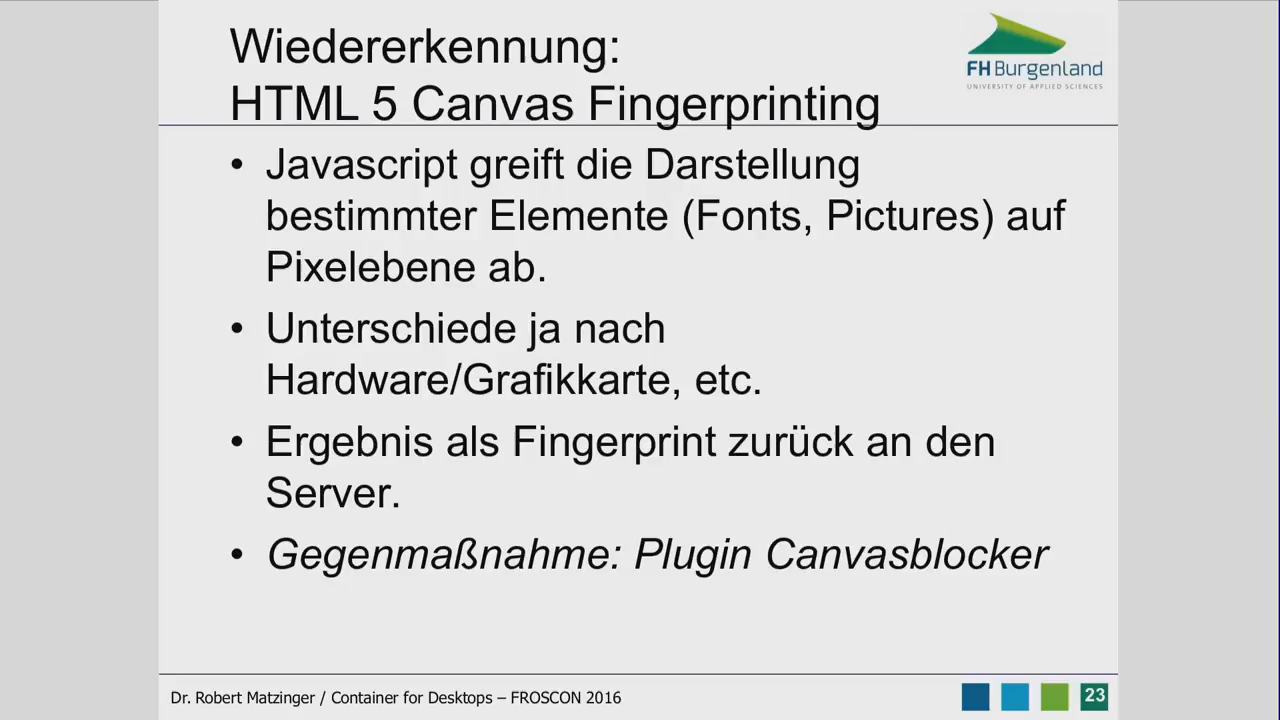 Wiedererkennung:
HTML 5 Canvas Fingerprinting
FH Burgenland
UNIVERSITY OF APPLIED SCIENCES
• Javascript greift die Darstellung
bestimmter Elemente (Fonts, Pictures) auf
Pixelebene ab.
• Unterschiede ja nach
Hardware/Grafikkarte, etc.
• Ergebnis als Fingerprint zurück an den
Server.
• Gegenmaßnahme: Plugin Canvasblocker
Dr. Robert Matzinger / Container for Desktops – FROSCON 2016
23